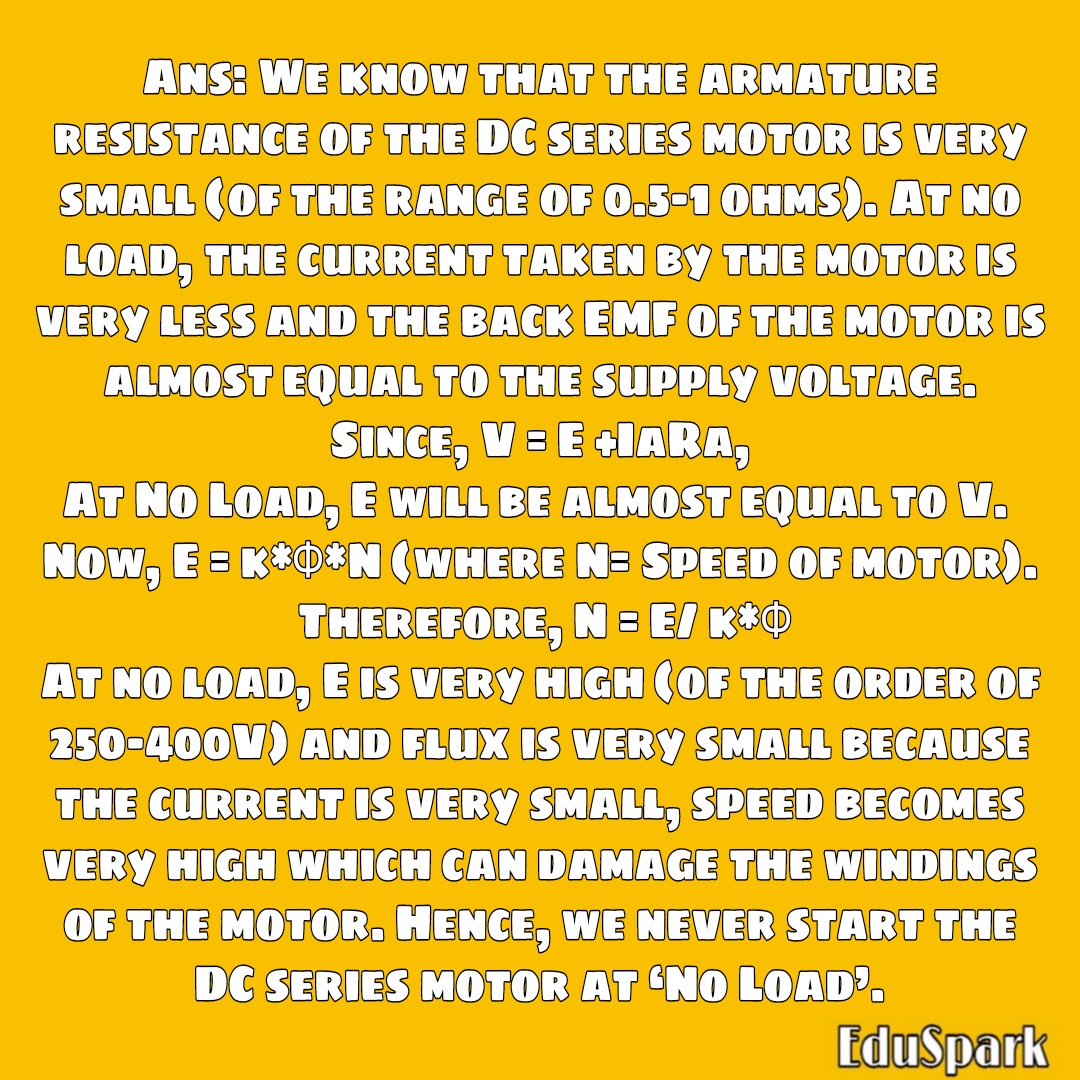 Ans: We know that the armature
resistance of the DC series motor is very
small (of the range of 0.5-1 ohms). At no
load, the current taken by the motor is
very less and the back EMF of the motor is
almost equal to the supply voltage.
Since, V = E +IaRa,
At No Load, E will be almost equal to V.
Now, E = k*Φ*N (where N= Speed of motor).
Therefore, N = E/ k*Φ
At no load, E is very high (of the order of
250-400V) and flux is very small because
the current is very small, speed becomes
very high which can damage the windings
of the motor. Hence, we never start the
DC series motor at ‘No Load’.
EduSpark